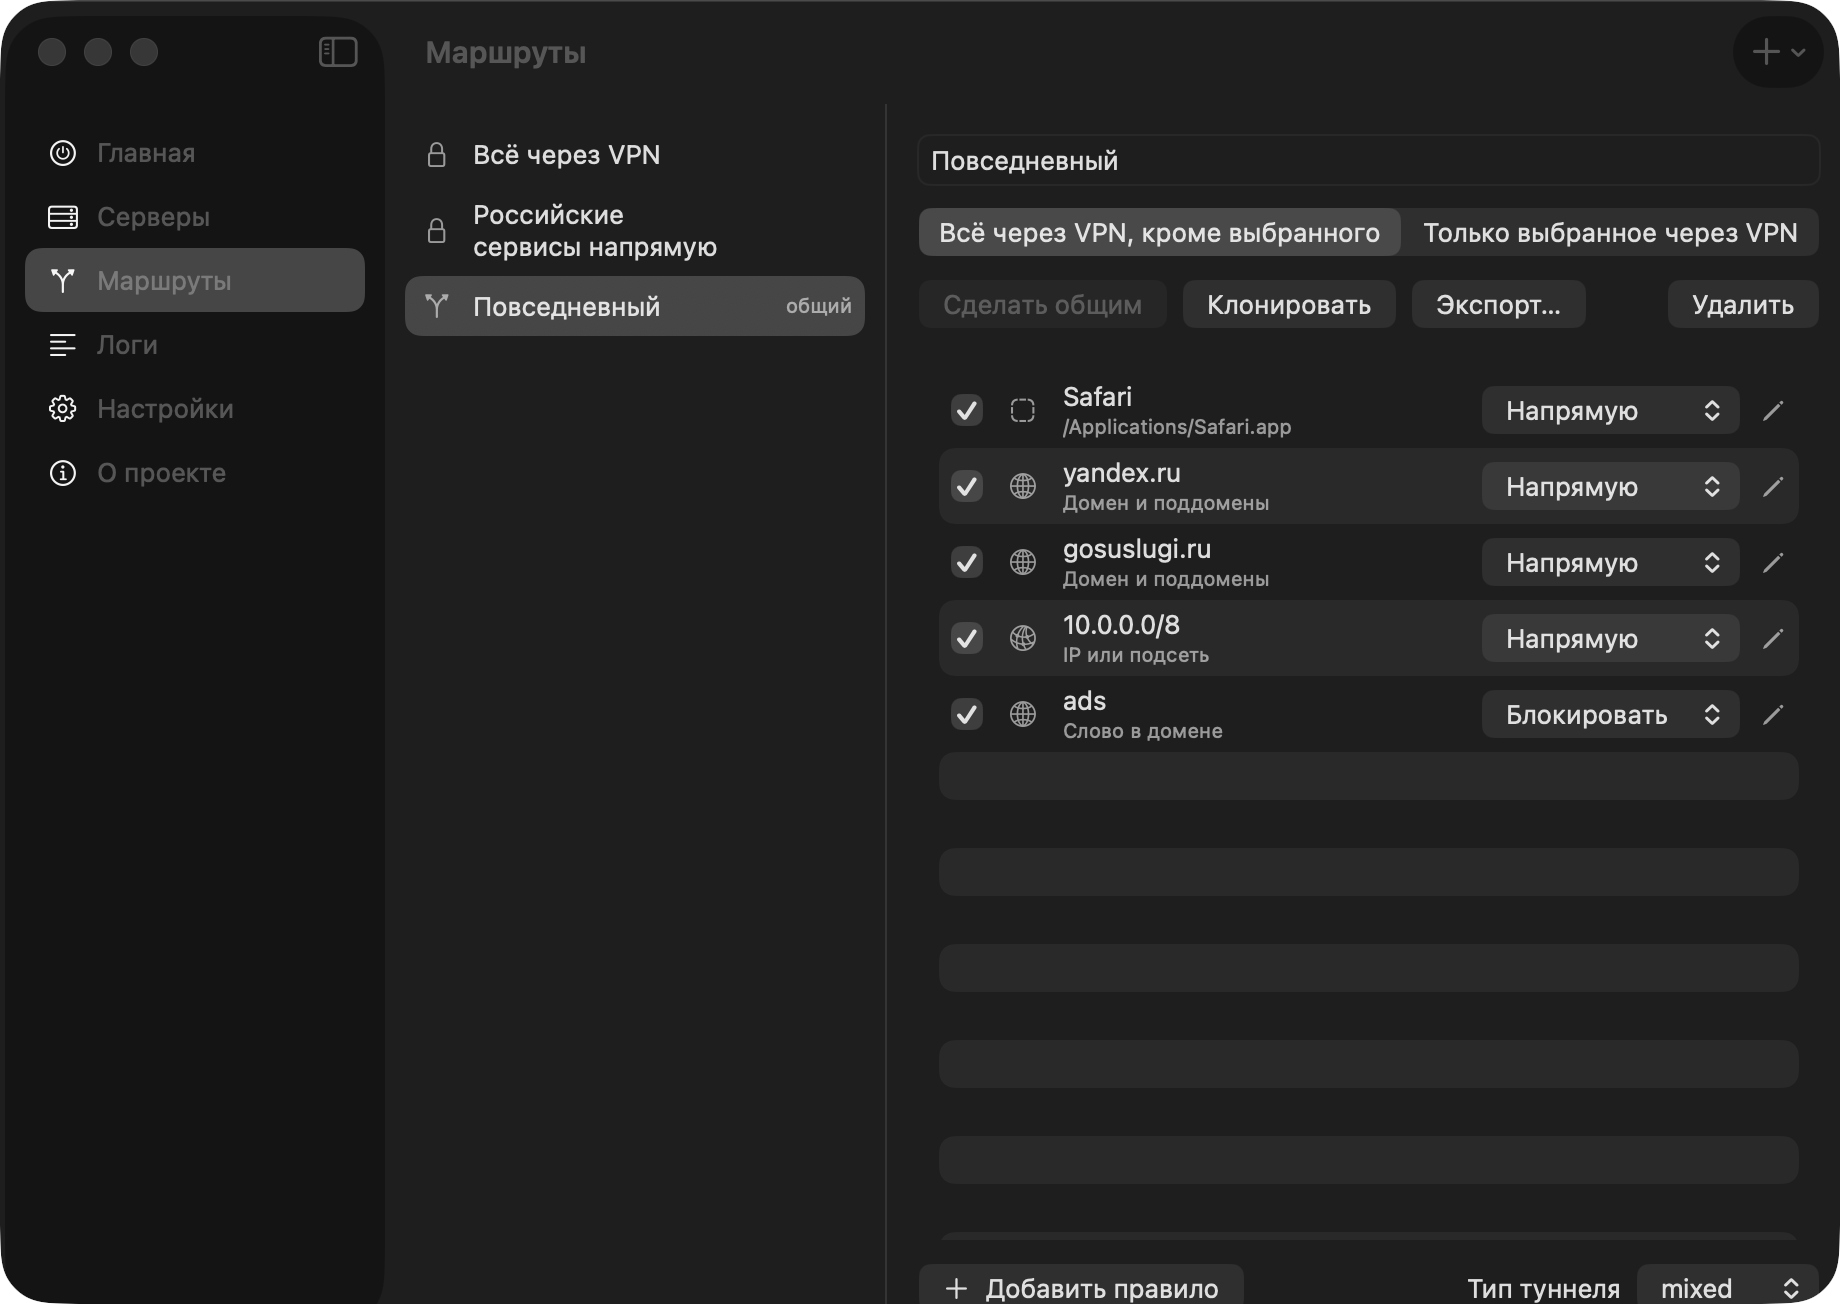 Маршруты
Главная
Серверы
Маршруты
Логи
Настройки
О проекте
Всё через VPN
Российские
сервисы напрямую
Повседневный
общий
Повседневный
Всё через VPN, кроме выбранного
Только выбранное через VPN
Сделать общим
Клонировать
Экспорт...
Удалить
Safari
/Applications/Safari.app
Напрямую
yandex.ru
Домен и поддомены
Напрямую
gosuslugi.ru
Домен и поддомены
Напрямую
10.0.0.0/8
IP или подсеть
Напрямую
ads
Слово в домене
Блокировать
Добавить правило
Тип туннеля
mixed